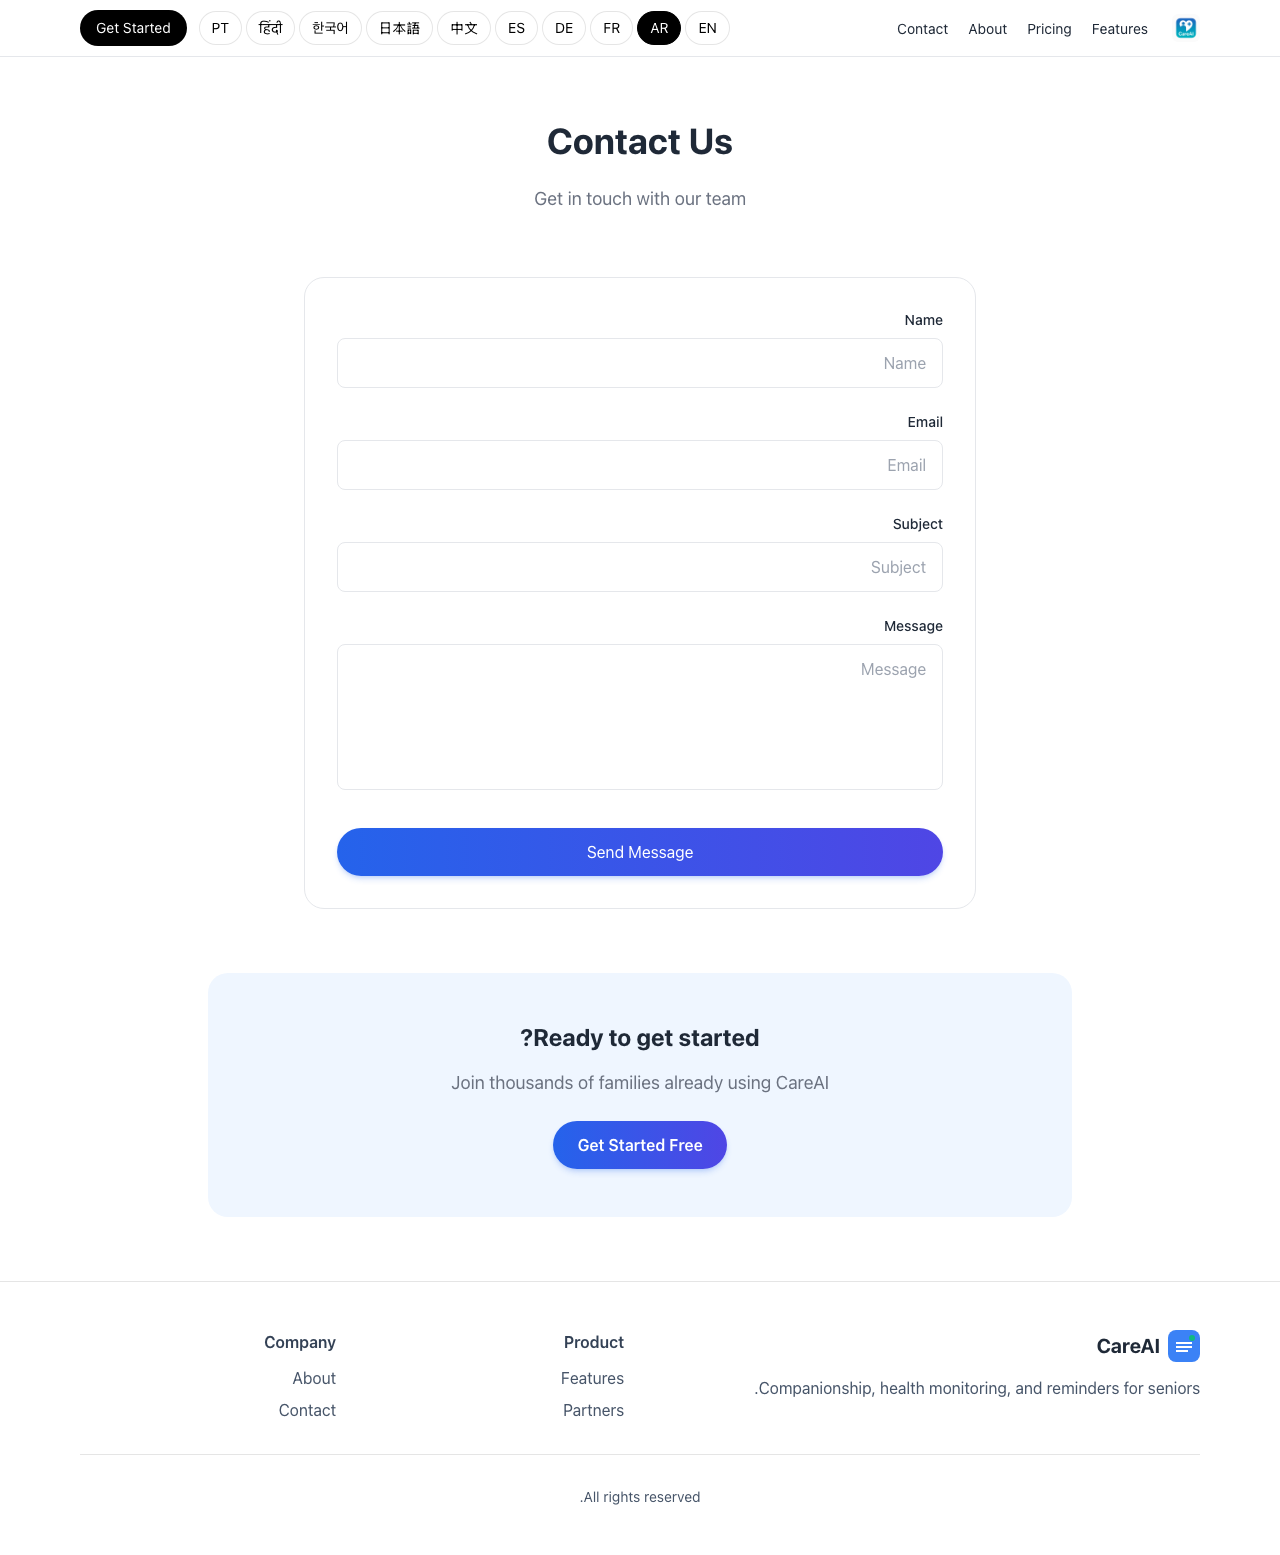 Get Started PT हिंदी 한국어 日本語 中文 ES DE FR AR EN Contact About Pricing Features CareAI
Contact Us
Get in touch with our team
Name
Name
Email
Email
Subject
Subject
Message
Message
Send Message
?Ready to get started
Join thousands of families already using CareAI
Get Started Free
Company
About
Contact
Product
Features
Partners
CareAI
.Companionship, health monitoring, and reminders for seniors
.All rights reserved